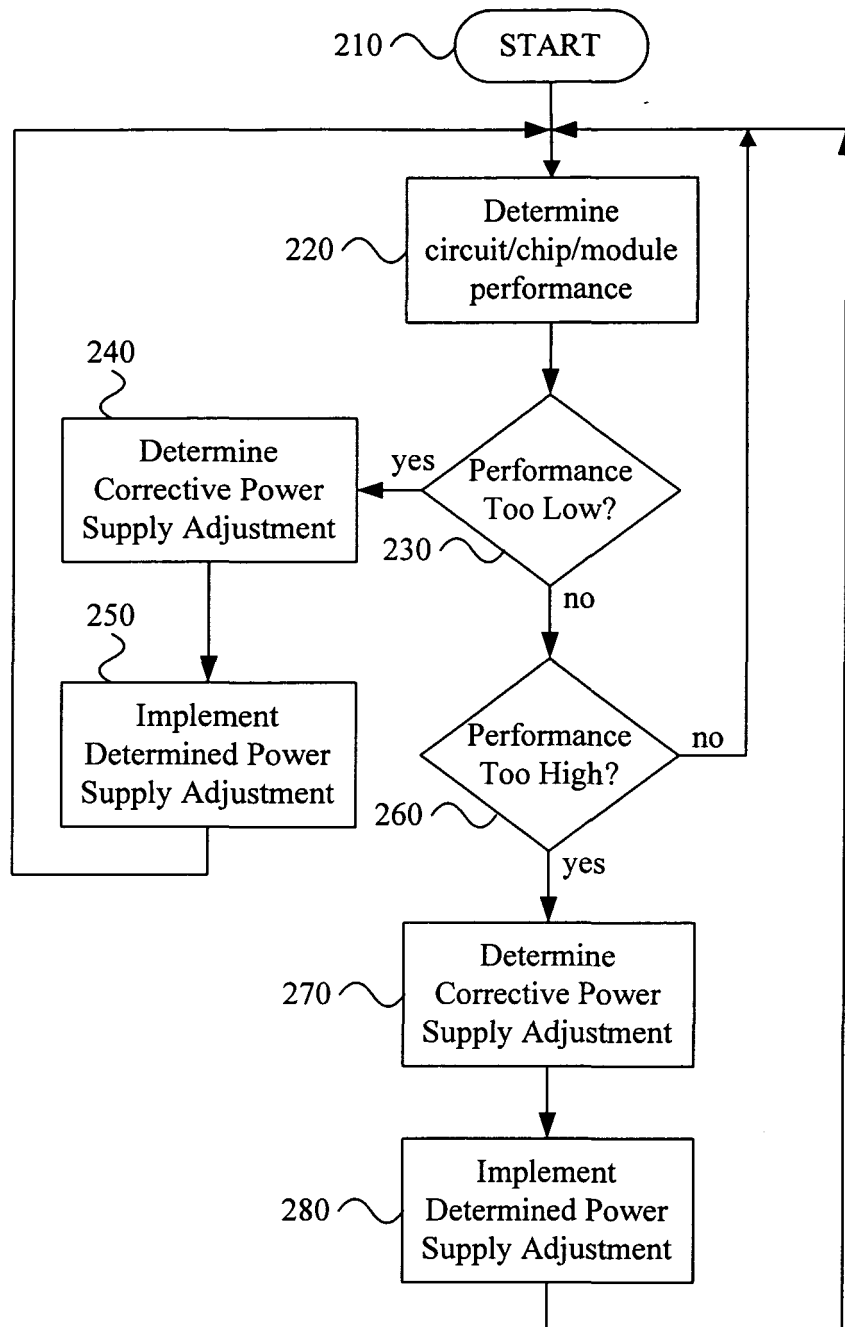 210
START
220
Determine
circuit/chip/module
performance
240
Determine
Corrective Power
Supply Adjustment
yes
Performance
Too Low?
230
no
250
Implement
Determined Power
Supply Adjustment
Performance
Too High?
no
260
yes
270
Determine
Corrective Power
Supply Adjustment
280
Implement
Determined Power
Supply Adjustment